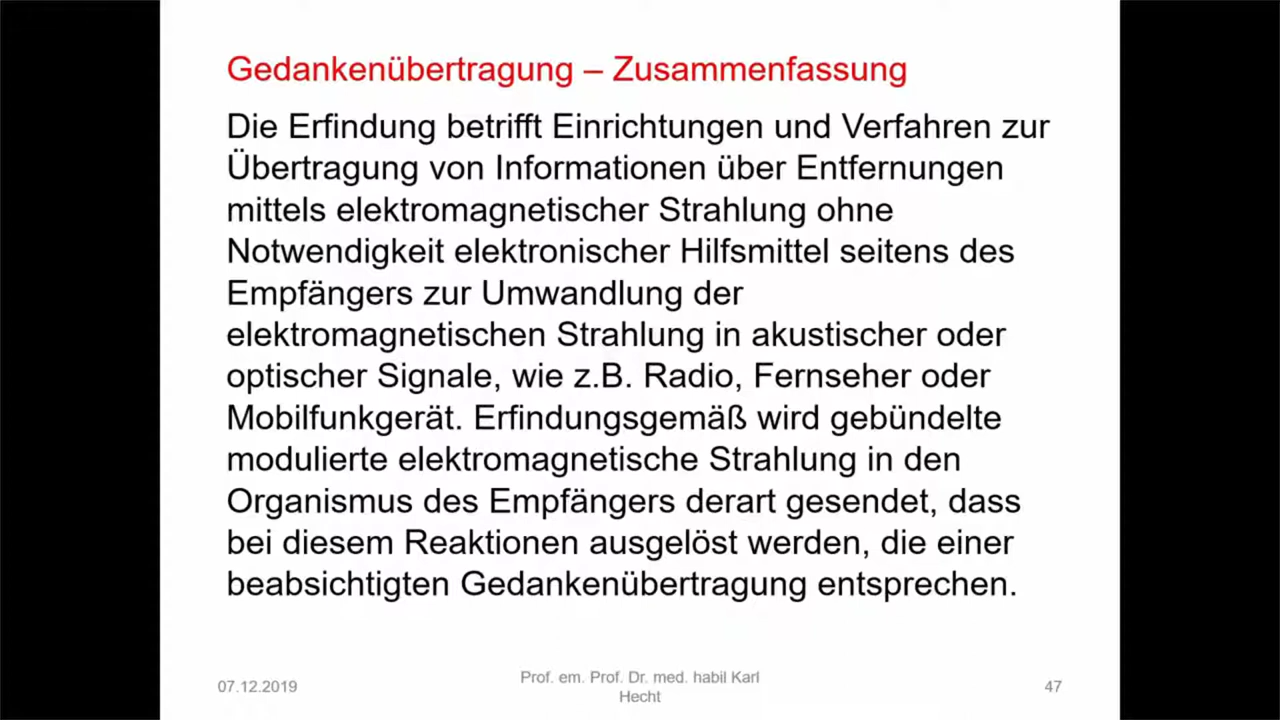 Gedankenübertragung – Zusammenfassung
Die Erfindung betrifft Einrichtungen und Verfahren zur
Übertragung von Informationen über Entfernungen
mittels elektromagnetischer Strahlung ohne
Notwendigkeit elektronischer Hilfsmittel seitens des
Empfängers zur Umwandlung der
elektromagnetischen Strahlung in akustischer oder
optischer Signale, wie z.B. Radio, Fernseher oder
Mobilfunkgerät. Erfindungsgemäß wird gebündelte
modulierte elektromagnetische Strahlung in den
Organismus des Empfängers derart gesendet, dass
bei diesem Reaktionen ausgelöst werden, die einer
beabsichtigten Gedankenübertragung entsprechen.
07.12.2019
Prof. em. Prof. Dr. med. habil Karl
Hecht
47